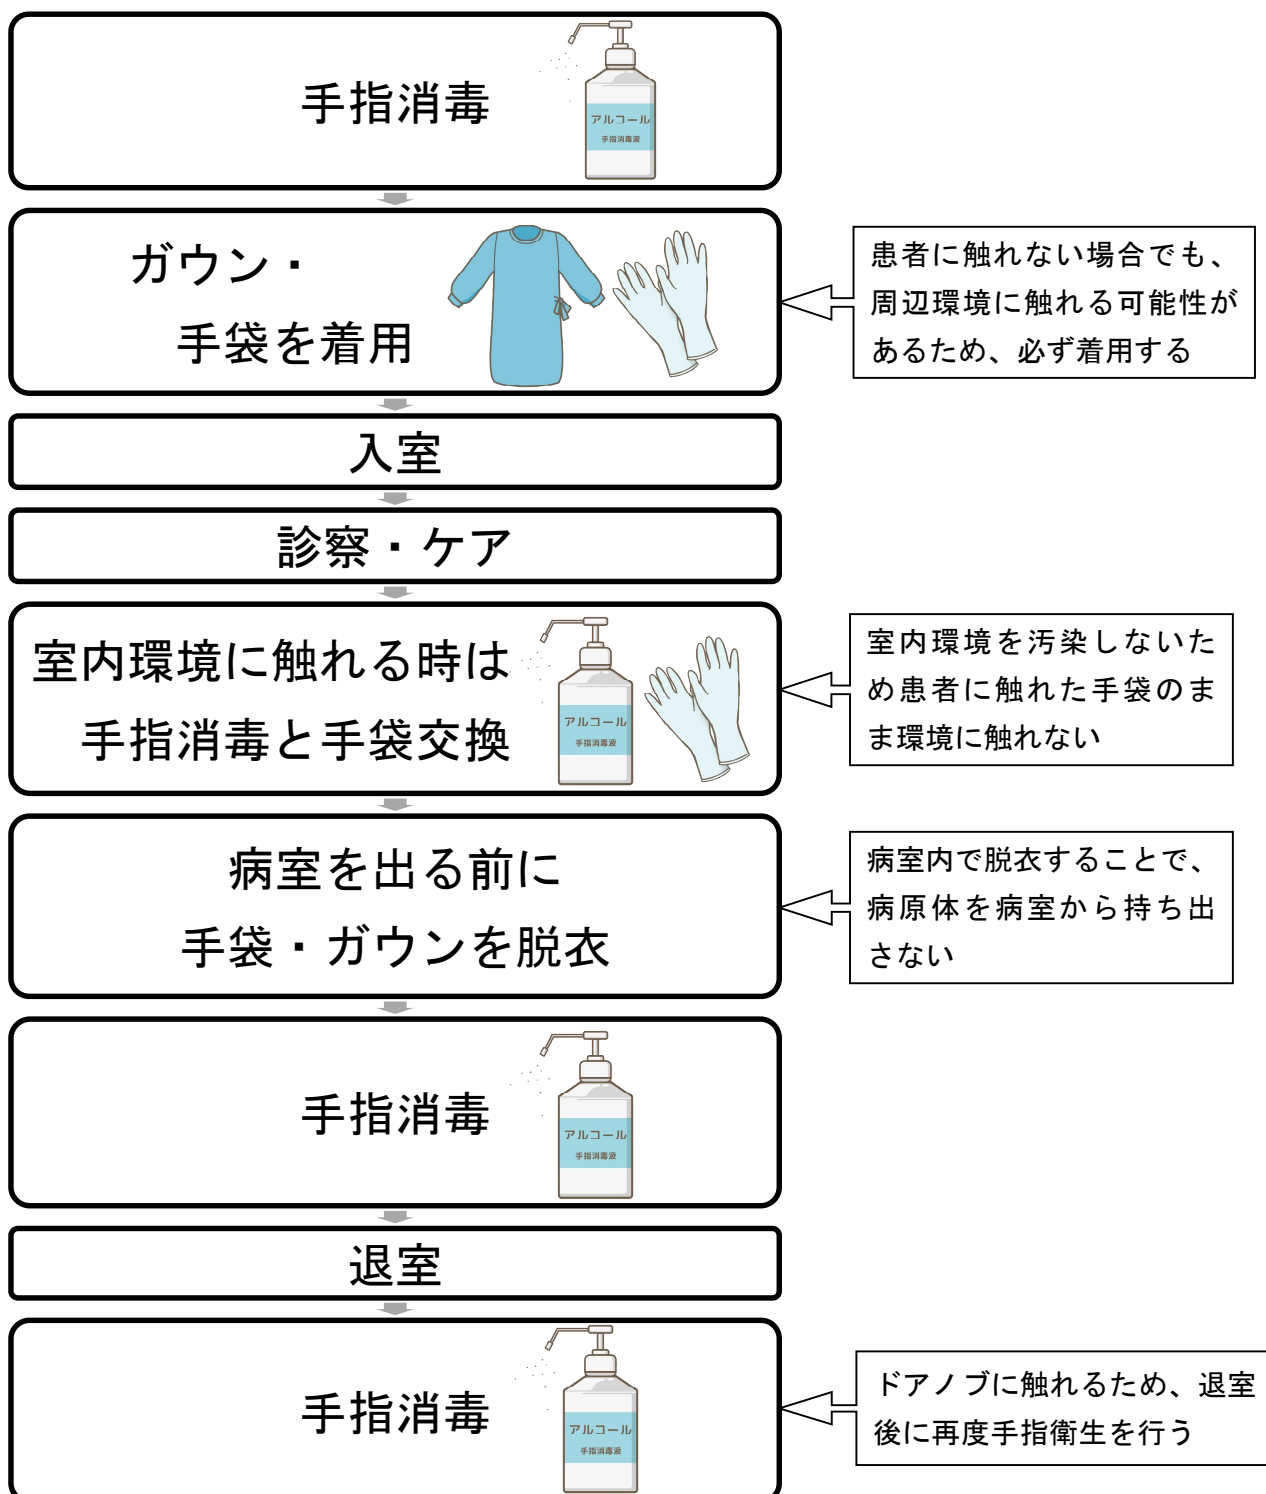 手指消毒
アルコール
手指消毒液
ガウン・
手袋を着用
患者に触れない場合でも、
周辺環境に触れる可能性が
あるため、必ず着用する
入室
診察・ケア
室内環境に触れる時は
手指消毒と手袋交換
アルコール
手指消毒液
室内環境を汚染しないた
め患者に触れた手袋のま
ま環境に触れない
病室を出る前に
手袋・ガウンを脱衣
病室内で脱衣することで、
病原体を病室から持ち出
さない
手指消毒
アルコール
手指消毒液
退室
手指消毒
アルコール
手指消毒液
ドアノブに触れるため、退室
後に再度手指衛生を行う